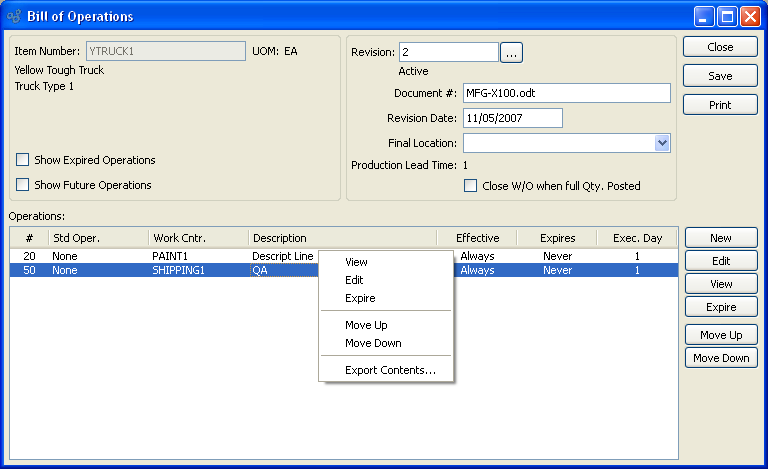 Bill of Operations
Item Number: YTRUCK1 UOM: EA
Yellow Tough Truck
Truck Type 1
Show Expired Operations
Show Future Operations
Revision: 2 ...
Active
Document #: MFG-X100.odt
Revision Date: 11/05/2007
Final Location:
Production Lead Time: 1
Close W/O when full Qty. Posted
Close
Save
Print
Operations:
# Std Oper. Work Cntr. Description Effective Expires Exec. Day
20 None PAINT1 Descript Line Always Never 1
50 None SHIPPING1 QA Always Never 1
View
Edit
Expire
Move Up
Move Down
Export Contents...
New
Edit
View
Expire
Move Up
Move Down